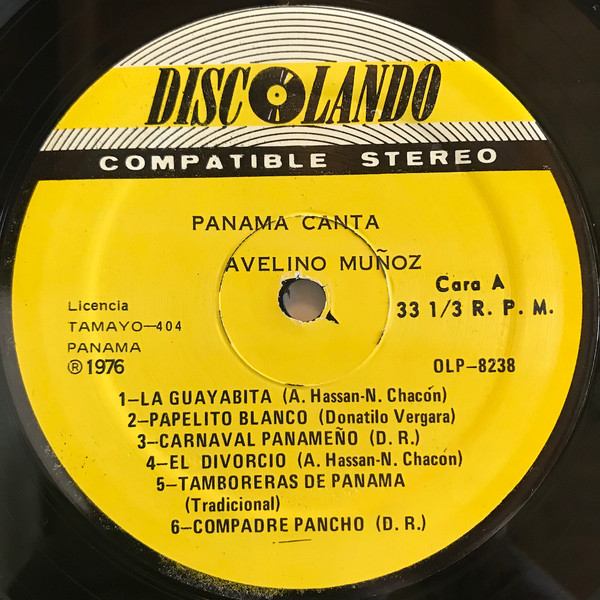 DISCOLANDO
COMPATIBLE STEREO
PANAMA CANTA
AVELINO MUÑOZ
Cara A
33 1/3 R. P. M.
Licencia
TAMAYO—404
PANAMA
Ⓡ 1976
OLP—8238
1—LA GUAYABITA (A. Hassan-N. Chacón)
2—PAPELITO BLANCO (Donatilo Vergara)
3—CARNAVAL PANAMEÑO (D. R.)
4—EL DIVORCIO (A. Hassan-N. Chacón)
5—TAMBORERAS DE PANAMA
(Tradicional)
6—COMPADRE PANCHO (D. R.)